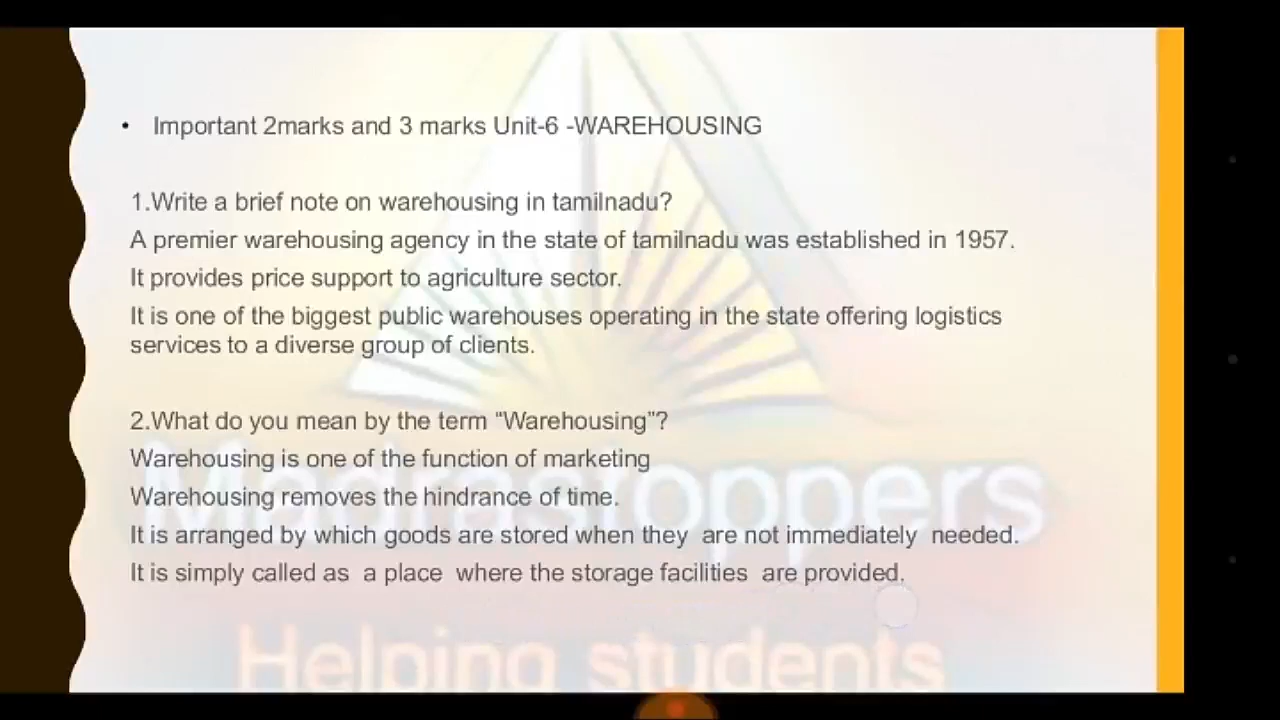 • Important 2marks and 3 marks Unit-6 -WAREHOUSING
1.Write a brief note on warehousing in tamilnadu?
A premier warehousing agency in the state of tamilnadu was established in 1957.
It provides price support to agriculture sector.
It is one of the biggest public warehouses operating in the state offering logistics
services to a diverse group of clients.
2.What do you mean by the term “Warehousing”?
Warehousing is one of the function of marketing
Warehousing removes the hindrance of time.
It is arranged by which goods are stored when they  are not immediately  needed.
It is simply called as  a place  where the storage facilities  are provided.
Madrastoppers
Helping students